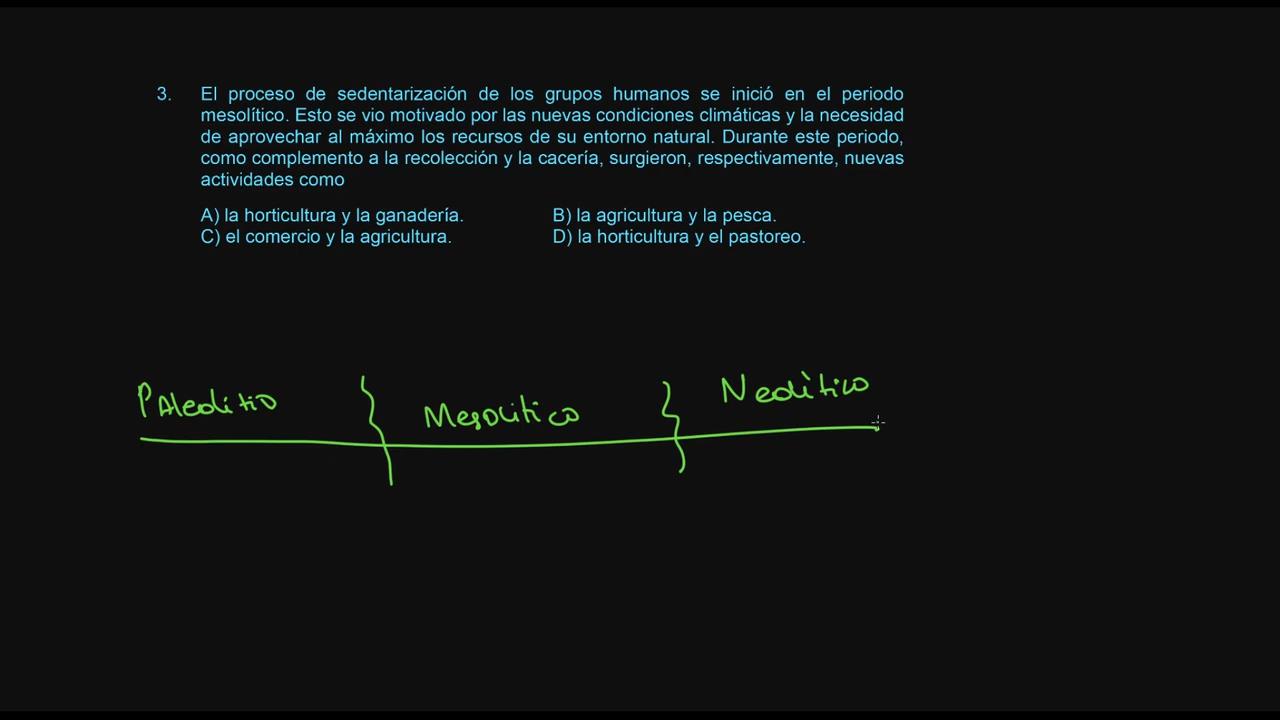 3. El proceso de sedentarización de los grupos humanos se inició en el periodo
mesolítico. Esto se vio motivado por las nuevas condiciones climáticas y la necesidad
de aprovechar al máximo los recursos de su entorno natural. Durante este periodo,
como complemento a la recolección y la cacería, surgieron, respectivamente, nuevas
actividades como
A) la horticultura y la ganadería. B) la agricultura y la pesca.
C) el comercio y la agricultura. D) la horticultura y el pastoreo.
Paleolitio Mesolitico Neolìtico